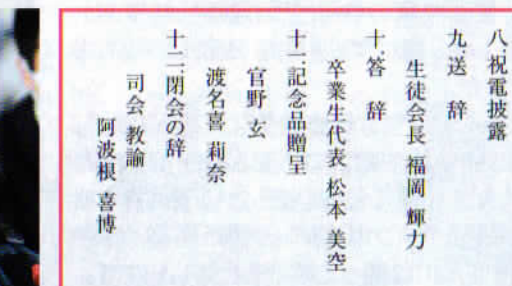 八.祝電披露
九.送 辞
生徒会長 福岡 輝力
十.答 辞
卒業生代表 松本 美空
十一.記念品贈呈
官野 玄
渡名喜 莉奈
十二.閉会の辞
司会 教諭
阿波根 喜博